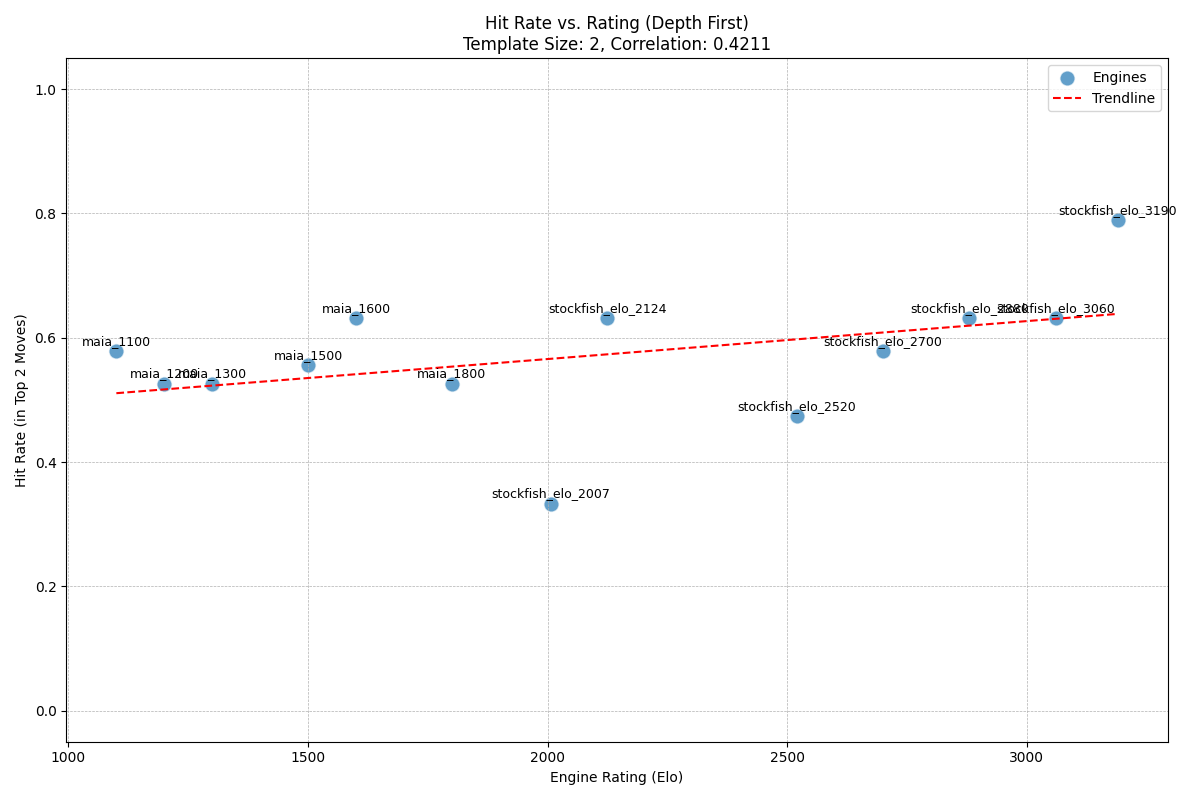 Hit Rate vs. Rating (Depth First)
Template Size: 2, Correlation: 0.4211
Engines
Trendline
Hit Rate (in Top 2 Moves)
1.0
0.8
0.6
0.4
0.2
0.0
stockfish_elo_3190
maia_1600
stockfish_elo_2124
stockfish_elo_2880
stockfish_elo_3060
maia_1100
stockfish_elo_2700
maia_1500
maia_1200
maia_1300
maia_1800
stockfish_elo_2520
stockfish_elo_2007
1000
1500
2000
2500
3000
Engine Rating (Elo)